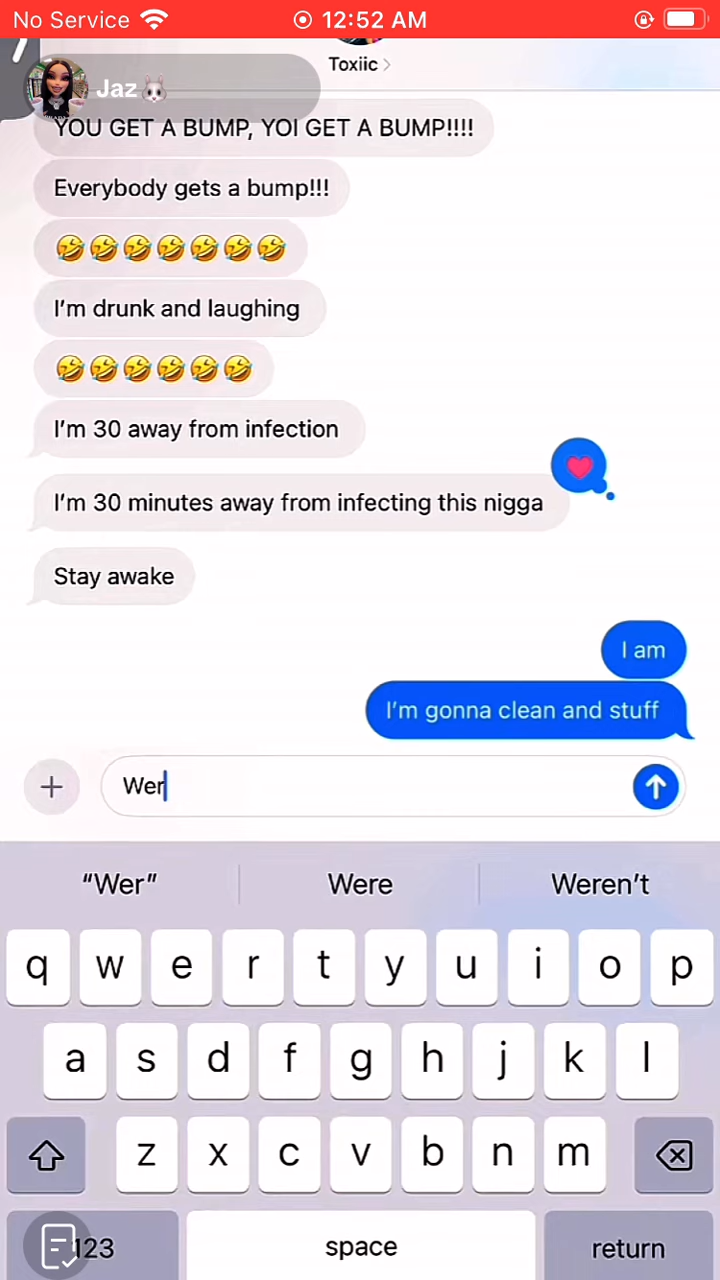 No Service 12:52 AM
Toxiic
Jaz🐰
YOU GET A BUMP, YOI GET A BUMP!!!!
Everybody gets a bump!!!
🤣🤣🤣🤣🤣🤣🤣
I'm drunk and laughing
🤣🤣🤣🤣🤣🤣
I'm 30 away from infection
I'm 30 minutes away from infecting this nigga
Stay awake
I am
I'm gonna clean and stuff
Wer
"Wer" Were Weren't
q w e r t y u i o p
a s d f g h j k l
z x c v b n m
123 space return